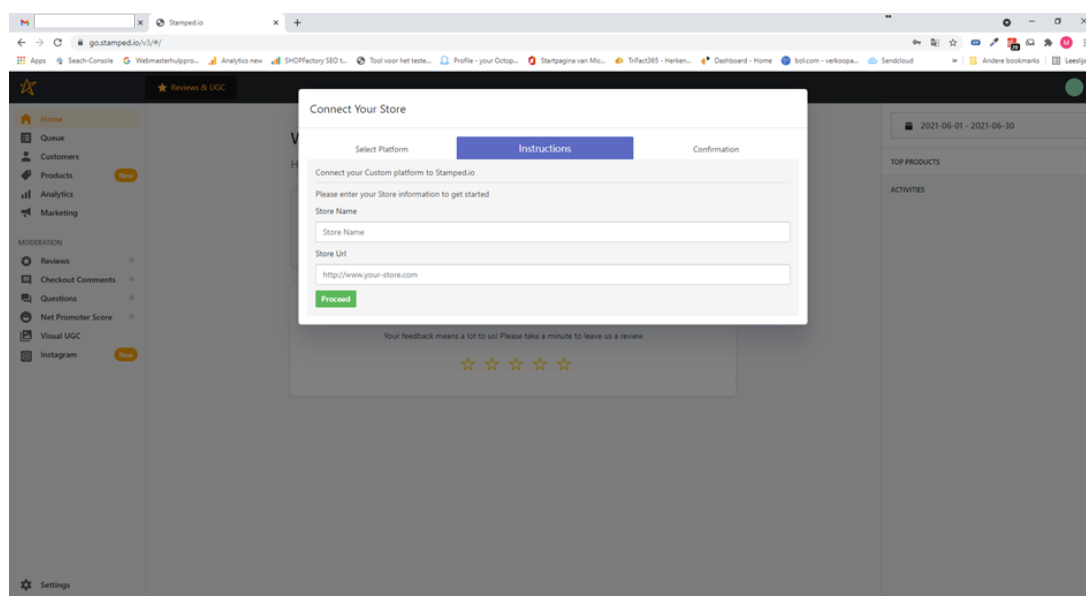 Stamped.io
go.stamped.io/v3/#/
Apps Seach-Console Webmasterhulppro... Analytics new SHOPFactory SEO t... Tool voor het teste... Profile - your Octop... Startpagina van Mic... TriFact365 - Herken... Dashboard - Home bol.com - verkoopa... Sendcloud » Andere bookmarks Leeslijs
Reviews & UGC
Home
Queue
Customers
Products New
Analytics
Marketing
MODERATION
Reviews
Checkout Comments
Questions
Net Promoter Score
Visual UGC
Instagram New
Settings
Connect Your Store
Select Platform Instructions Confirmation
Connect your Custom platform to Stamped.io
Please enter your Store information to get started
Store Name
Store Name
Store Url
http://www.your-store.com
Proceed
Your feedback means a lot to us! Please take a minute to leave us a review
2021-06-01 - 2021-06-30
TOP PRODUCTS
ACTIVITIES